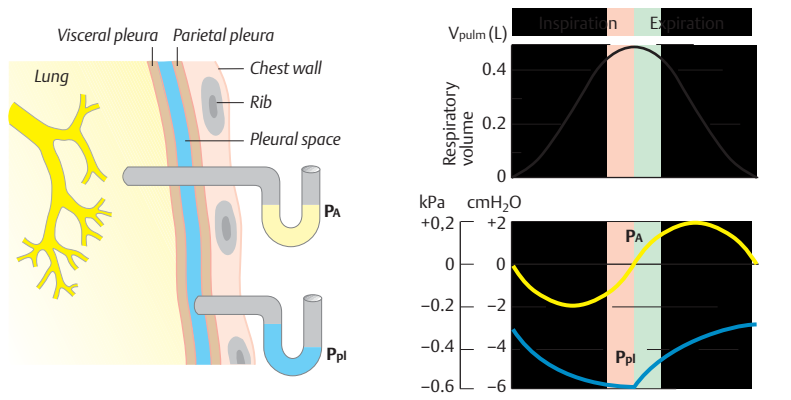 Visceral pleura
Parietal pleura
Lung
Chest wall
Rib
Pleural space
PA
Ppl
Inspiration
Expiration
Vpulm (L)
0.4
0.2
0
Respiratory
volume
kPa
cmH2O
+0,2
+2
0
0
−0.2
−2
−0.4
−4
−0.6
−6
PA
Ppl